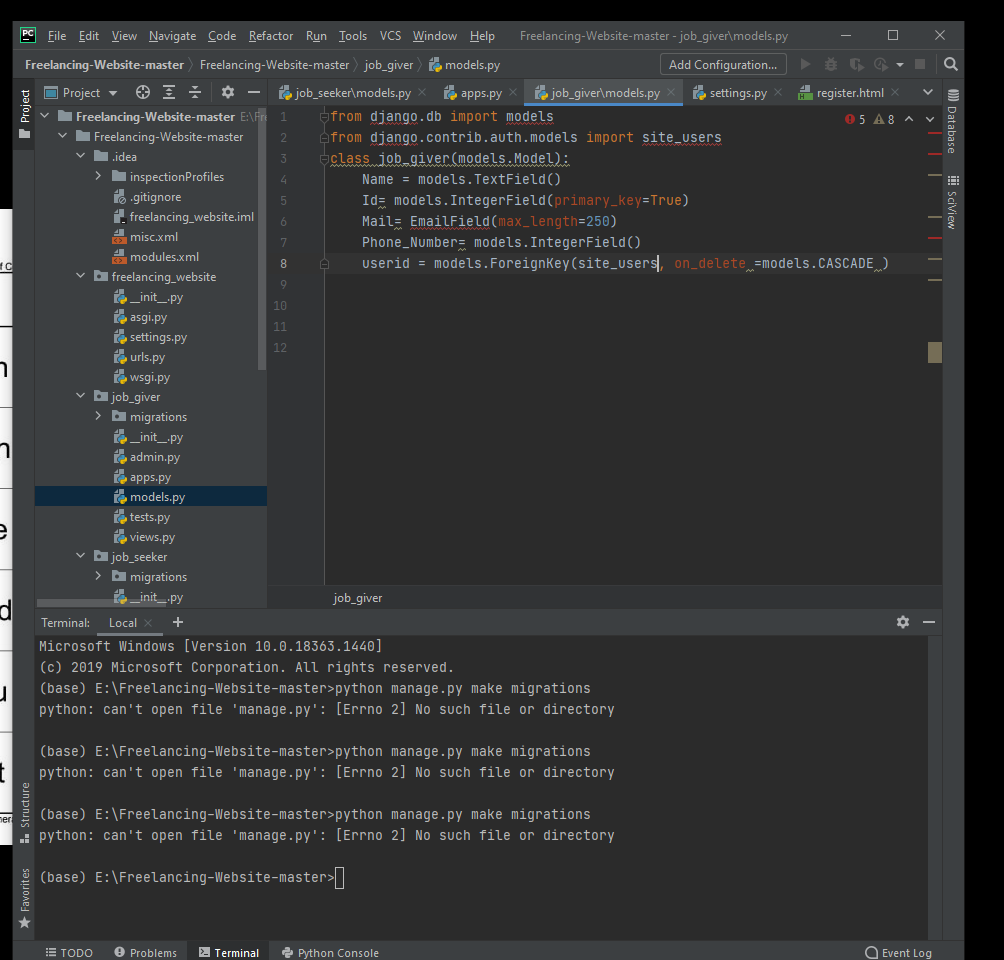 PC File Edit View Navigate Code Refactor Run Tools VCS Window Help Freelancing-Website-master - job_giver\models.py
Freelancing-Website-master Freelancing-Website-master job_giver models.py Add Configuration...
Project
Project
job_seeker\models.py apps.py job_giver\models.py settings.py register.html
Freelancing-Website-master E:\Fr
Freelancing-Website-master
.idea
inspectionProfiles
.gitignore
freelancing_website.iml
misc.xml
modules.xml
freelancing_website
__init__.py
asgi.py
settings.py
urls.py
wsgi.py
job_giver
migrations
__init__.py
admin.py
apps.py
models.py
tests.py
views.py
job_seeker
migrations
__init__.py
1 from django.db import models
2 from django.contrib.auth.models import site_users
3 class job_giver(models.Model):
4 Name = models.TextField()
5 Id= models.IntegerField(primary_key=True)
6 Mail= EmailField(max_length=250)
7 Phone_Number= models.IntegerField()
8 userid = models.ForeignKey(site_users, on_delete =models.CASCADE )
9
10
11
12
5 8
Database
SciView
job_giver
Terminal: Local
Microsoft Windows [Version 10.0.18363.1440]
(c) 2019 Microsoft Corporation. All rights reserved.
(base) E:\Freelancing-Website-master>python manage.py make migrations
python: can't open file 'manage.py': [Errno 2] No such file or directory
(base) E:\Freelancing-Website-master>python manage.py make migrations
python: can't open file 'manage.py': [Errno 2] No such file or directory
(base) E:\Freelancing-Website-master>python manage.py make migrations
python: can't open file 'manage.py': [Errno 2] No such file or directory
(base) E:\Freelancing-Website-master>
Structure
Favorites
TODO Problems Terminal Python Console Event Log